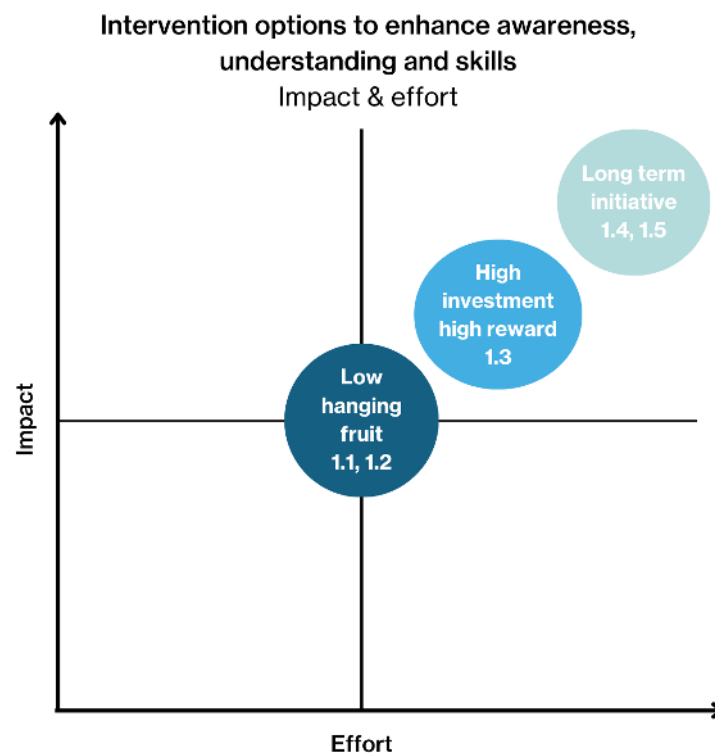 Intervention options to enhance awareness,
understanding and skills
Impact & effort
Long term
initiative
1.4, 1.5
High
investment
high reward
1.3
Low
hanging
fruit
1.1, 1.2
Impact
Effort